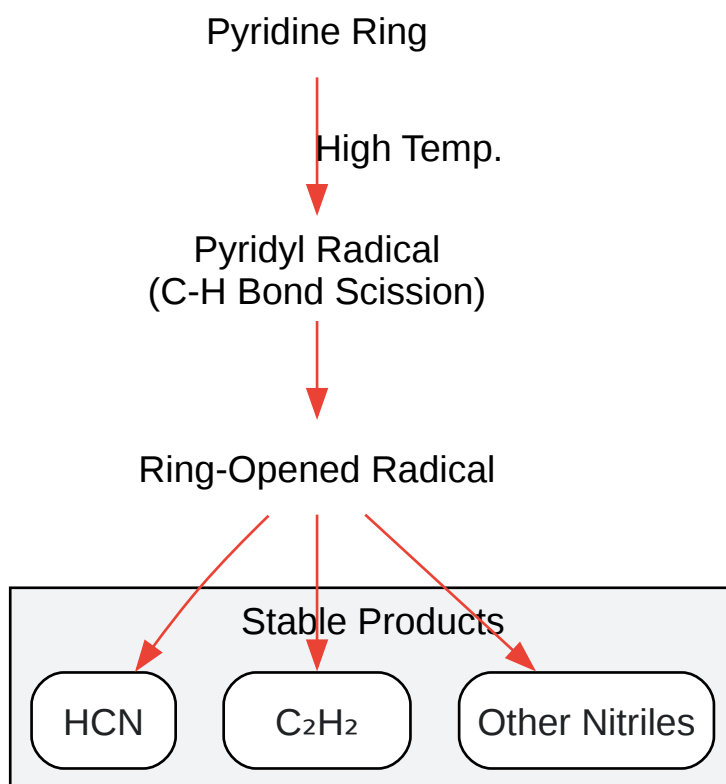 Pyridine Ring
High Temp.
Pyridyl Radical
(C-H Bond Scission)
Ring-Opened Radical
Stable Products
HCN
C₂H₂
Other Nitriles